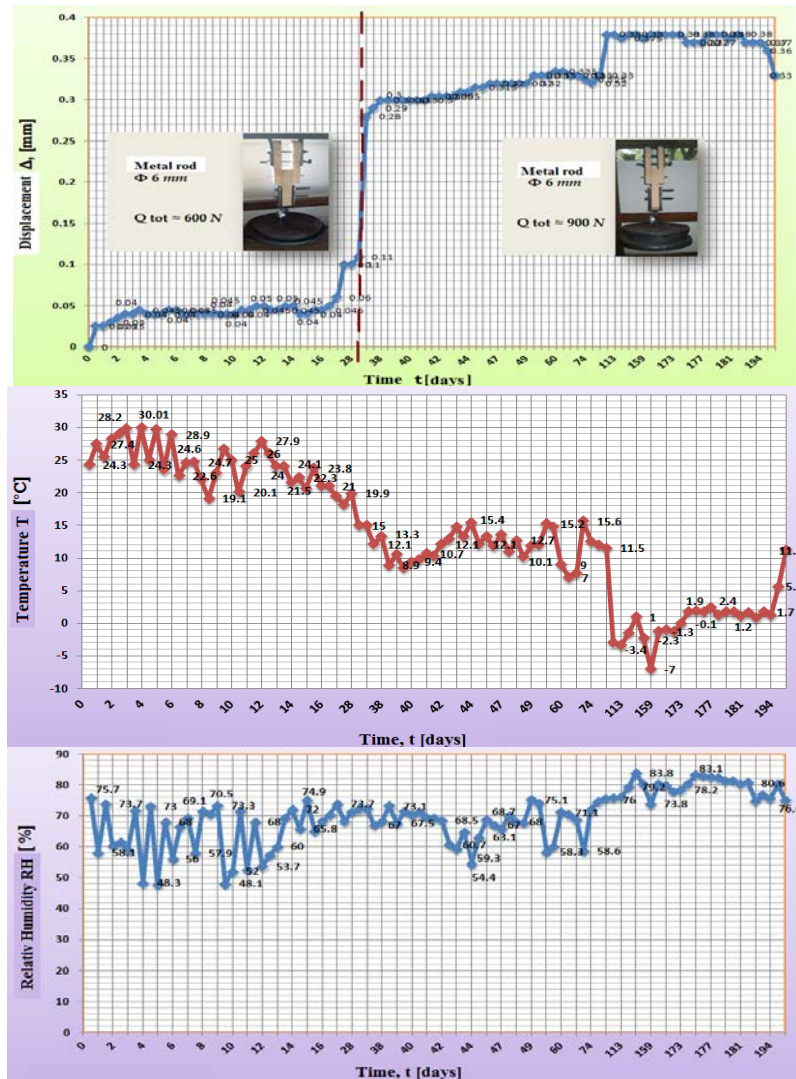 0.4
0.35
0.3
0.25
0.2
0.15
0.1
0.05
0
Displacement Δ, [mm]
Metal rod
Φ 6 mm
Q tot ≈ 600 N
Metal rod
Φ 6 mm
Q tot ≈ 900 N
0.04 0.045 0.05 0.05 0.045 0.06 0.11 0.28 0.29 0.3
0.36
0.33
0 2 4 6 8 10 12 14 16 28 38 40 42 44 47 49 60 74 113 159 173 177 181 194
Time t [days]
35
30
25
20
15
10
5
0
-5
-10
Temperature T [°C]
28.2 30.01 28.9 27.9
27.4 24.6 24.7 26 24.1 23.8
24.3 24.3 22.6 25 24 22.3 21 19.9
19.1 20.1 21.5
15 13.3 15.4 15.2 15.6
12.1 10.7 12.1 12.1 12.7 11.5
8.9 9.4 10.1 9
7
1 1.9 2.4 1.7
-3.4 -2.3 -1.3 -0.1 1.2
-7
0 2 4 6 8 10 12 14 16 28 38 40 42 44 47 49 60 74 113 159 173 177 181 194
Time, t [days]
90
80
70
60
50
40
30
20
10
0
Relativ Humidity RH [%]
75.7 73.7 73 69.1 70.5 73.3 74.9 73.7 73.1
58.1 68 68 72 65.8 67 67.5 68.5 68.7
56 57.9 60 60.7 63.1 67 68
48.3 48.1 52 53.7 59.3 54.4
75.1 71.1 76 83.8 79.2 83.1 80.6
58.3 58.6 73.8 78.2
0 2 4 6 8 10 12 14 16 28 38 40 42 44 47 49 60 74 113 159 173 177 181 194
Time, t [days]